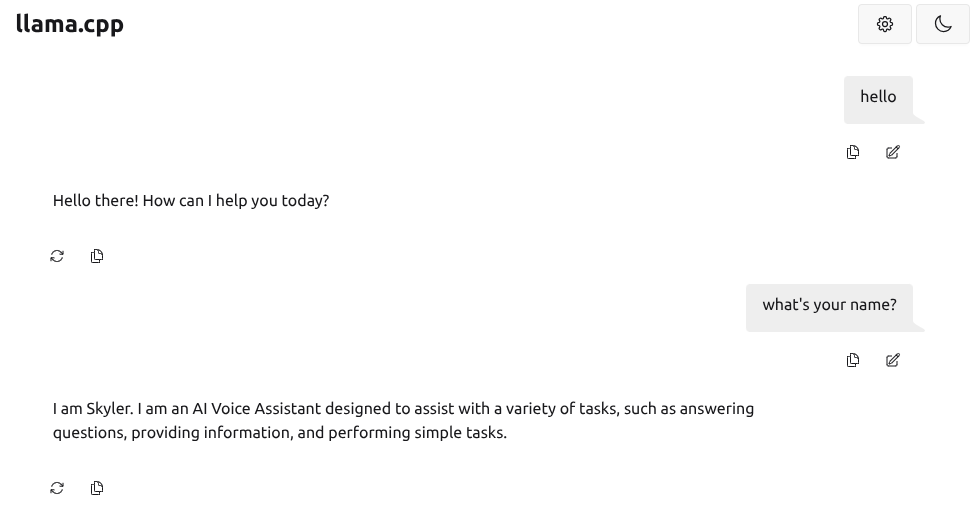 llama.cpp
hello
Hello there! How can I help you today?
what's your name?
I am Skyler. I am an AI Voice Assistant designed to assist with a variety of tasks, such as answering
questions, providing information, and performing simple tasks.